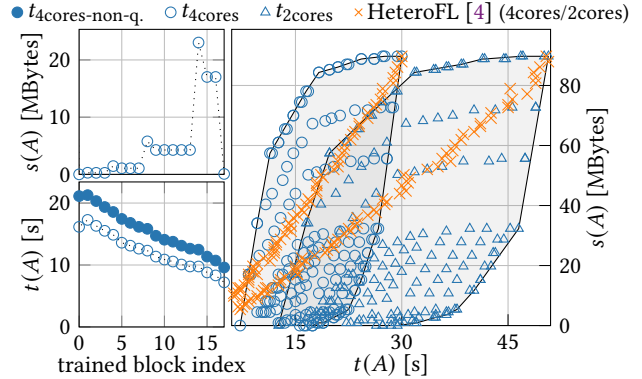 t4cores-non-q. t4cores t2cores HeteroFL [4] (4cores/2cores)
s(A) [MBytes]
20
10
0
t(A) [s]
20
10
0
0 5 10 15
trained block index
15 30 45
t(A) [s]
80
60
40
20
0
s(A) [MBytes]